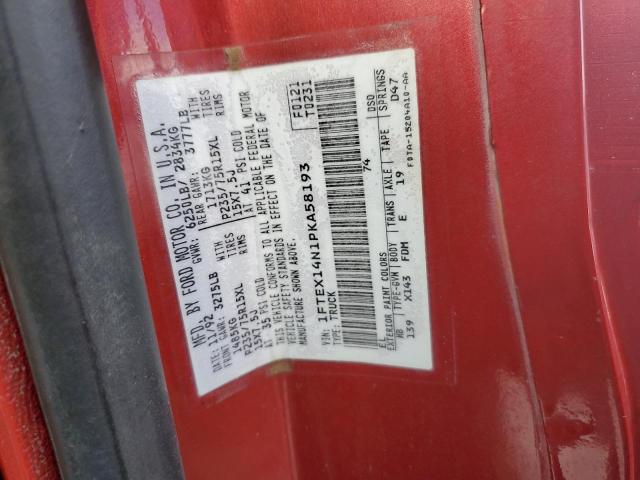 MFD. BY FORD MOTOR CO. IN U.S.A.
DATE: 11/92 GVWR: 6250LB/ 2834KG
FRONT GAWR: 3275LB REAR GAWR: 3777LB
1485KG WITH 1713KG WITH
P235/75R15XL TIRES P235/75R15XL TIRES
15X7.5J RIMS 15X7.5J RIMS
AT 35 PSI COLD AT 41 PSI COLD
THIS VEHICLE CONFORMS TO ALL APPLICABLE FEDERAL MOTOR
VEHICLE SAFETY STANDARDS IN EFFECT ON THE DATE OF
MANUFACTURE SHOWN ABOVE.
F0121
T0231
VIN: 1FTEX14N1PKA58193
TYPE: TRUCK
74
EL
EXTERIOR PAINT COLORS DSO
WB TYPE-GVW BODY TRANS AXLE TAPE SPRINGS
139 X143 FDM E 19 D47
F0TA-15204A10-AA